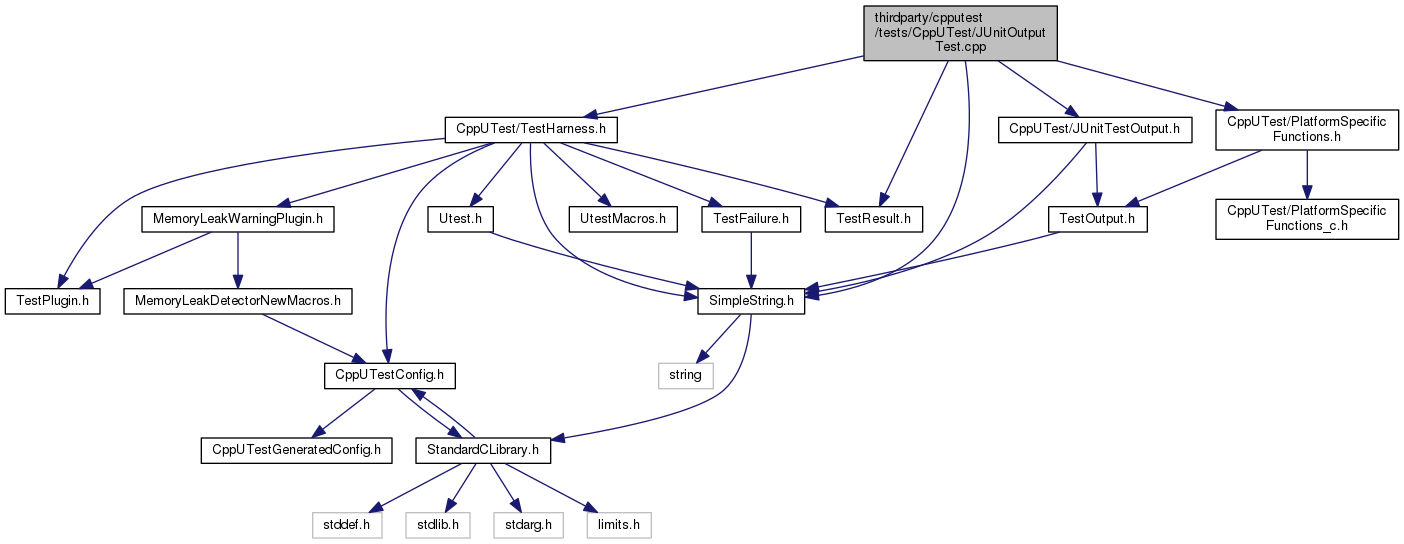 thirdparty/cpputest
/tests/CppUTest/JUnitOutput
Test.cpp
CppUTest/TestHarness.h
CppUTest/JUnitTestOutput.h
CppUTest/PlatformSpecific
Functions.h
MemoryLeakWarningPlugin.h
Utest.h
UtestMacros.h
TestFailure.h
TestResult.h
TestOutput.h
CppUTest/PlatformSpecific
Functions_c.h
TestPlugin.h
MemoryLeakDetectorNewMacros.h
SimpleString.h
CppUTestConfig.h
string
CppUTestGeneratedConfig.h
StandardCLibrary.h
stddef.h
stdlib.h
stdarg.h
limits.h